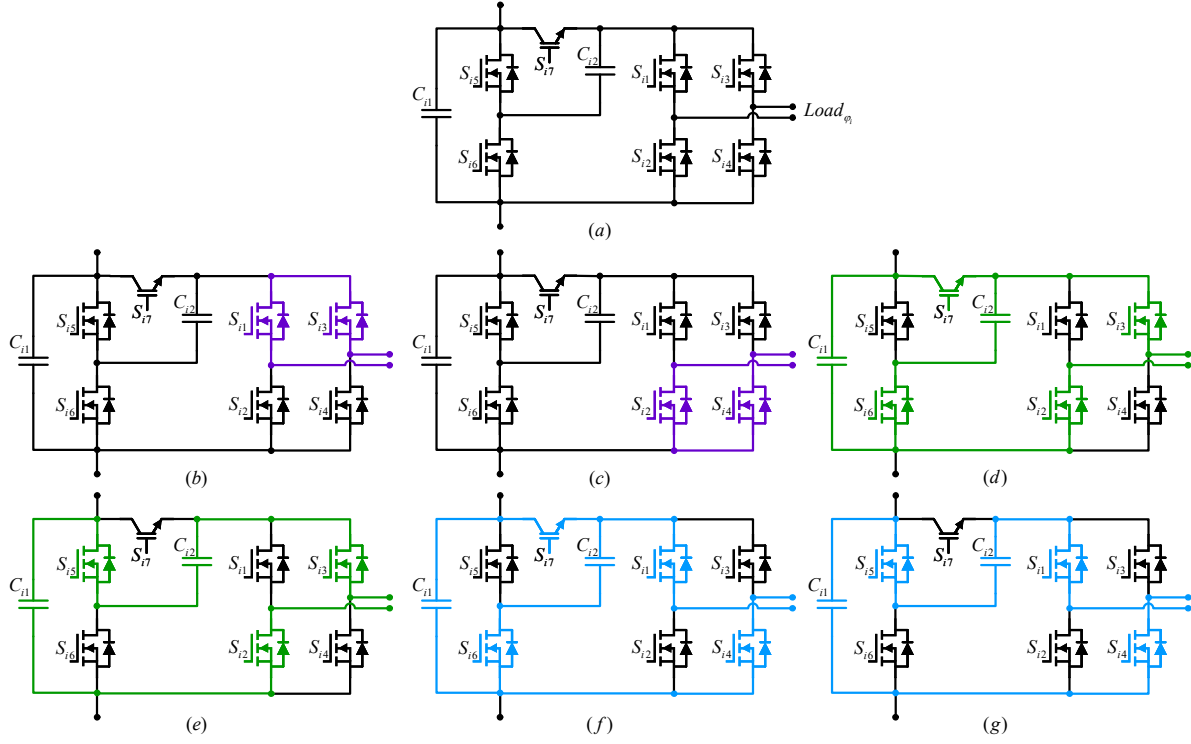 C_{i1} S_{i5} S_{i7} C_{i2} S_{i1} S_{i3}
S_{i6} S_{i2} S_{i4} Load_{φ_i}
(a)
C_{i1} S_{i5} S_{i7} C_{i2} S_{i1} S_{i3}
S_{i6} S_{i2} S_{i4}
(b)
C_{i1} S_{i5} S_{i7} C_{i2} S_{i1} S_{i3}
S_{i6} S_{i2} S_{i4}
(c)
C_{i1} S_{i5} S_{i7} C_{i2} S_{i1} S_{i3}
S_{i6} S_{i2} S_{i4}
(d)
C_{i1} S_{i5} S_{i7} C_{i2} S_{i1} S_{i3}
S_{i6} S_{i2} S_{i4}
(e)
C_{i1} S_{i5} S_{i7} C_{i2} S_{i1} S_{i3}
S_{i6} S_{i2} S_{i4}
(f)
C_{i1} S_{i5} S_{i7} C_{i2} S_{i1} S_{i3}
S_{i6} S_{i2} S_{i4}
(g)